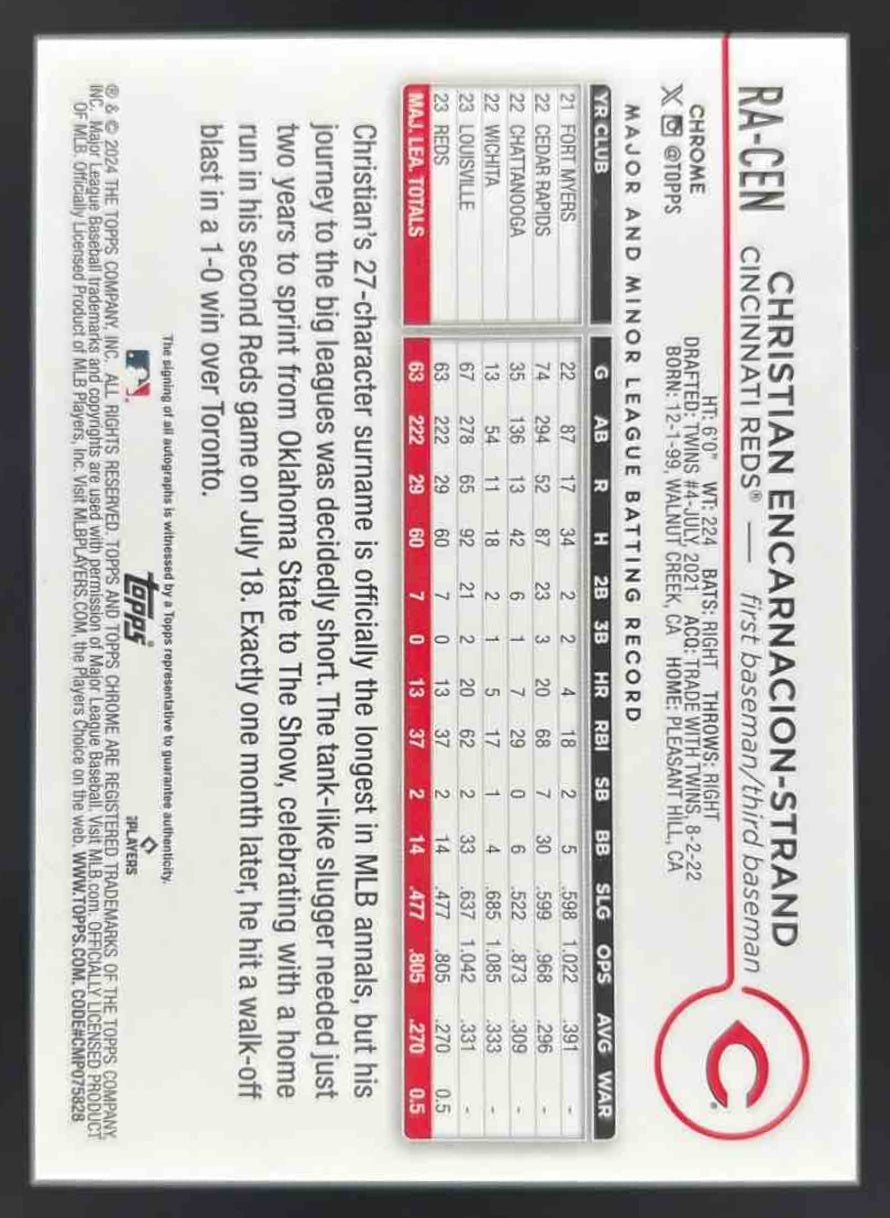 RA-CEN
CHRISTIAN ENCARNACION-STRAND
CINCINNATI REDS® — first baseman/third baseman
CHROME
X @TOPPS
HT: 6'0" WT: 224 BATS: RIGHT THROWS: RIGHT
DRAFTED: TWINS #4-JULY, 2021 ACQ: TRADE WITH TWINS, 8-2-22
BORN: 12-1-99, WALNUT CREEK, CA HOME: PLEASANT HILL, CA
C
MAJOR AND MINOR LEAGUE BATTING RECORD
YR CLUB G AB R H 2B 3B HR RBI SB BB SLG OPS AVG WAR
21 FORT MYERS 22 87 17 34 2 2 4 18 2 5 .598 1.022 .391 -
22 CEDAR RAPIDS 74 294 52 87 23 3 20 68 7 30 .599 .968 .296 -
22 CHATTANOOGA 35 136 13 42 6 1 7 29 0 6 .522 .873 .309 -
22 WICHITA 13 54 11 18 2 1 5 17 1 4 .685 1.085 .333 -
23 LOUISVILLE 67 278 65 92 21 2 20 62 2 33 .637 1.042 .331 -
23 REDS 63 222 29 60 7 0 13 37 2 14 .477 .805 .270 0.5
MAJ. LEA. TOTALS 63 222 29 60 7 0 13 37 2 14 .477 .805 .270 0.5
Christian's 27-character surname is officially the longest in MLB annals, but his
journey to the big leagues was decidedly short. The tank-like slugger needed just
two years to sprint from Oklahoma State to The Show, celebrating with a home
run in his second Reds game on July 18. Exactly one month later, he hit a walk-off
blast in a 1-0 win over Toronto.
The signing of all autographs is witnessed by a Topps representative to guarantee authenticity.
topps®
PLAYERS
® & © 2024 THE TOPPS COMPANY, INC. ALL RIGHTS RESERVED. TOPPS AND TOPPS CHROME ARE REGISTERED TRADEMARKS OF THE TOPPS COMPANY,
INC. Major League Baseball trademarks and copyrights are used with permission of Major League Baseball. Visit MLB.com. OFFICIALLY LICENSED PRODUCT
OF MLB. Officially Licensed Product of MLB Players, Inc. Visit MLBPLAYERS.COM, the Players Choice on the web. WWW.TOPPS.COM. CODE#CMP075828